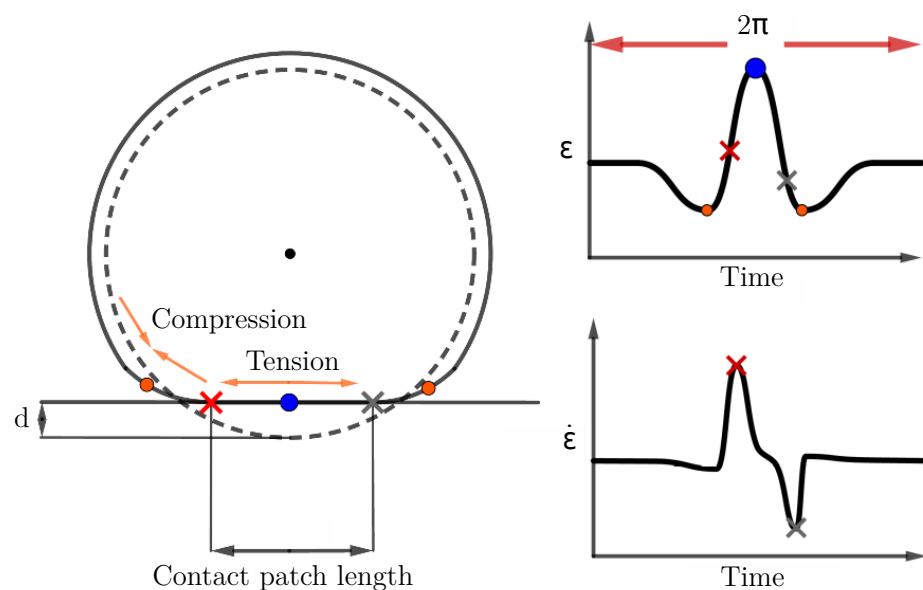 Compression
Tension
d
Contact patch length
2π
ε
Time
ε̇
Time